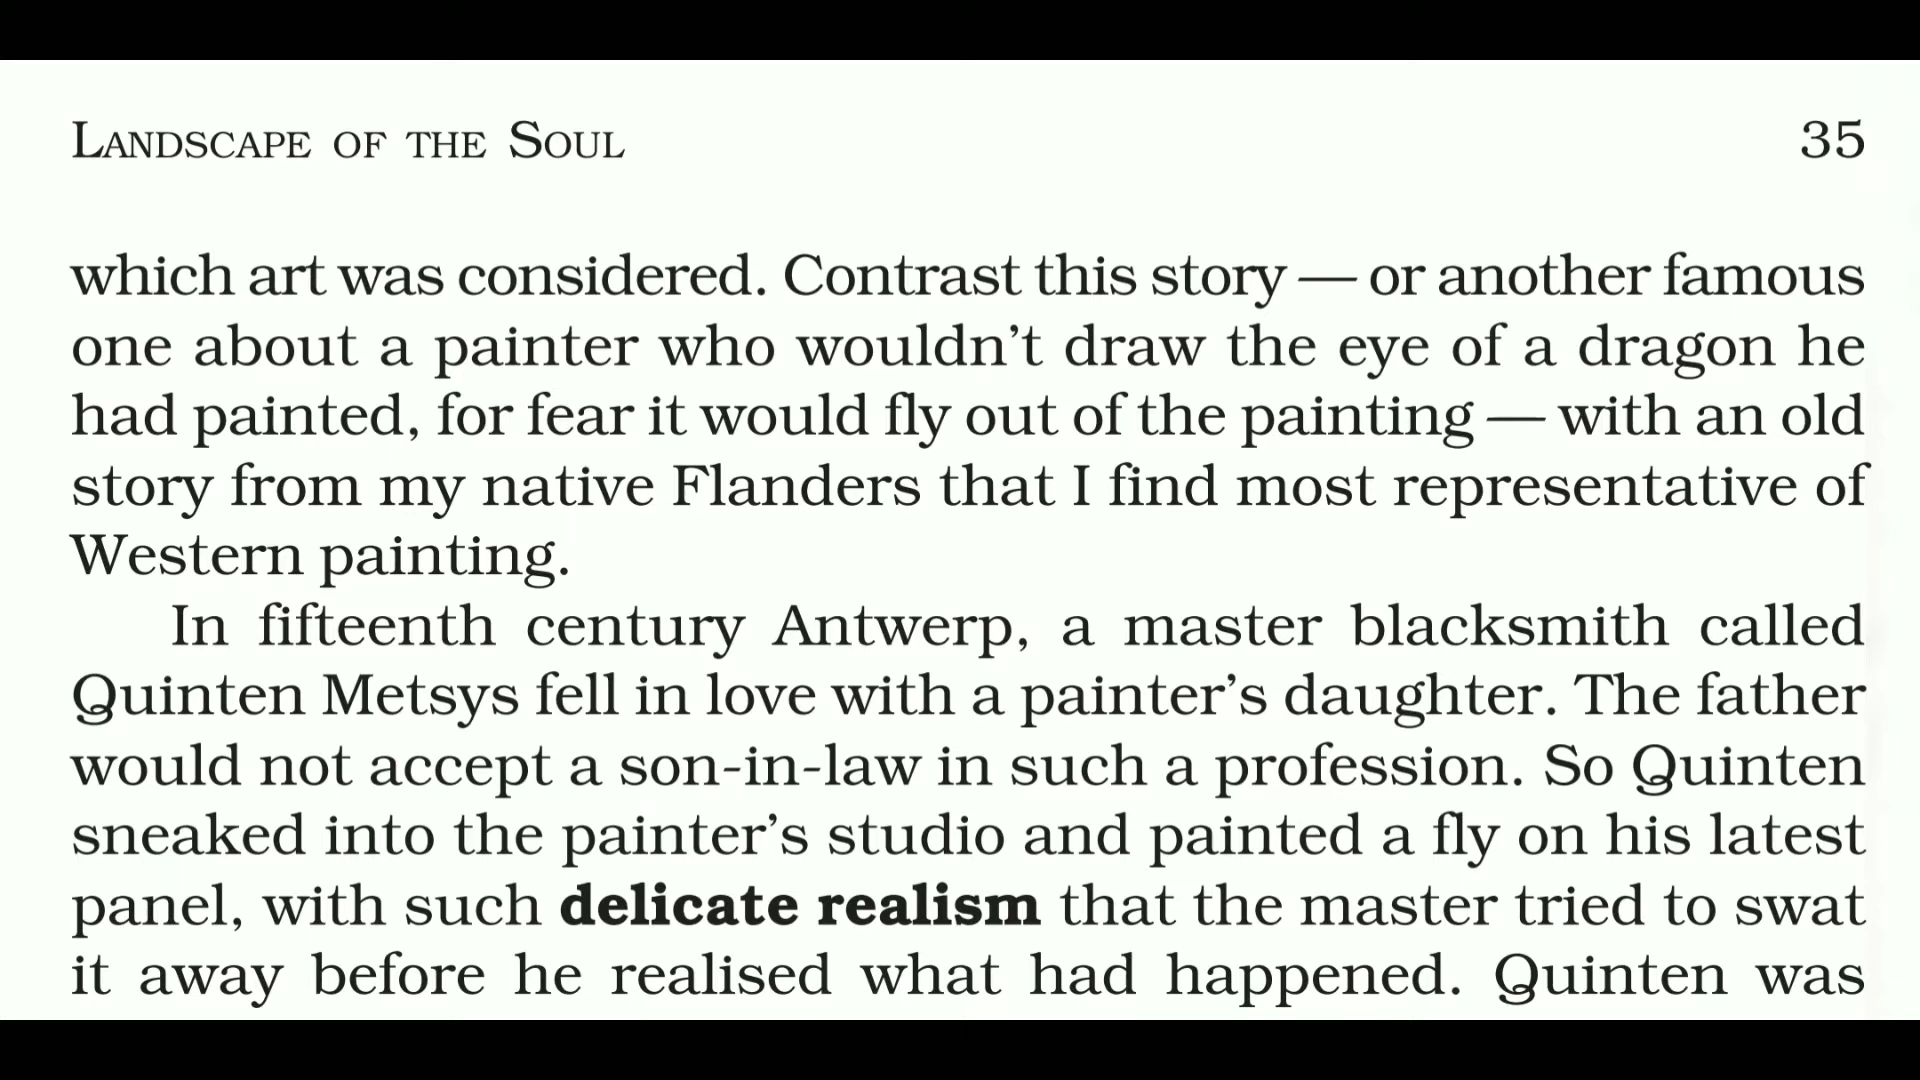 Landscape of the Soul 35
which art was considered. Contrast this story — or another famous
one about a painter who wouldn’t draw the eye of a dragon he
had painted, for fear it would fly out of the painting — with an old
story from my native Flanders that I find most representative of
Western painting.
In fifteenth century Antwerp, a master blacksmith called
Quinten Metsys fell in love with a painter’s daughter. The father
would not accept a son-in-law in such a profession. So Quinten
sneaked into the painter’s studio and painted a fly on his latest
panel, with such delicate realism that the master tried to swat
it away before he realised what had happened. Quinten was